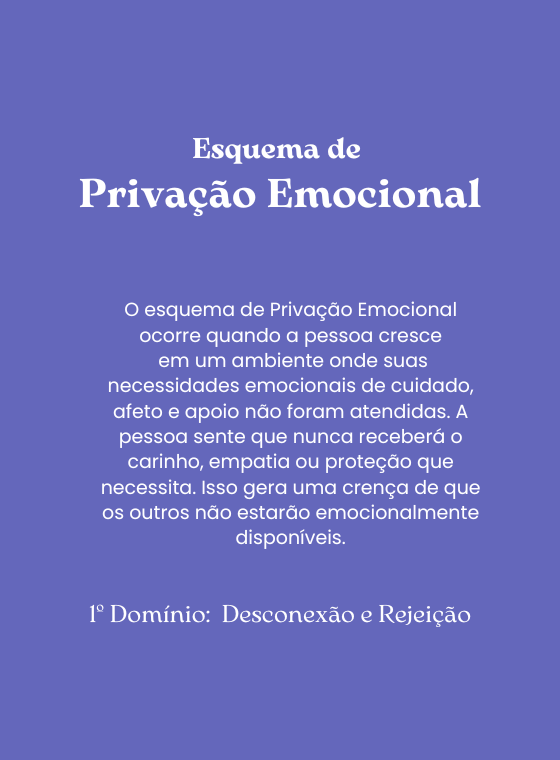 Esquema de
Privação Emocional
O esquema de Privação Emocional
ocorre quando a pessoa cresce
em um ambiente onde suas
necessidades emocionais de cuidado,
afeto e apoio não foram atendidas. A
pessoa sente que nunca receberá o
carinho, empatia ou proteção que
necessita. Isso gera uma crença de que
os outros não estarão emocionalmente
disponíveis.
1º Domínio:  Desconexão e Rejeição